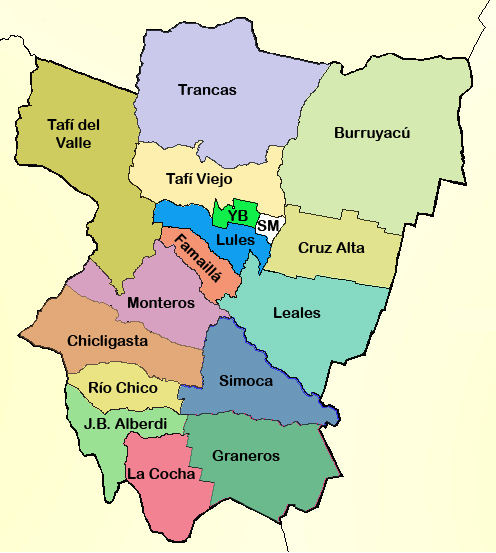 Trancas
Tafí del
Valle
Burruyacú
Tafí Viejo
YB
SM
Lules
Cruz Alta
Famaillá
Monteros
Leales
Chicligasta
Simoca
Río Chico
J.B. Alberdi
Graneros
La Cocha